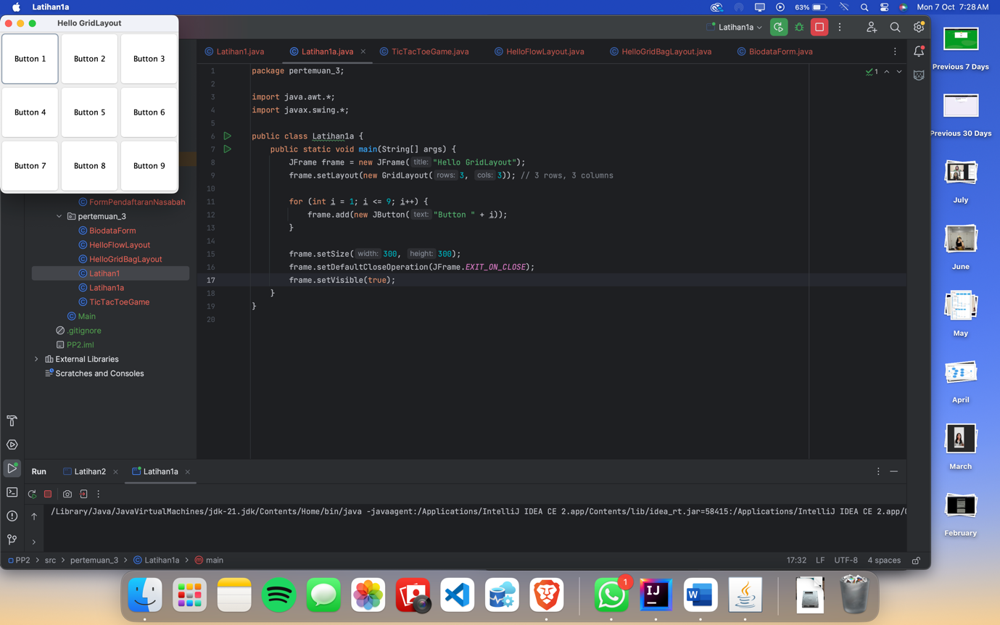 Latihan1a
63%
Mon 7 Oct 7:28 AM
Hello GridLayout
Button 1
Button 2
Button 3
Button 4
Button 5
Button 6
Button 7
Button 8
Button 9
Latihan1a
Latihan1.java
Latihan1a.java
TicTacToeGame.java
HelloFlowLayout.java
HelloGridBagLayout.java
BiodataForm.java
FormPendaftaranNasabah
pertemuan_3
BiodataForm
HelloFlowLayout
HelloGridBagLayout
Latihan1
Latihan1a
TicTacToeGame
Main
.gitignore
PP2.iml
External Libraries
Scratches and Consoles
1 package pertemuan_3;
2
3 import java.awt.*;
4 import javax.swing.*;
5
6 public class Latihan1a {
7 public static void main(String[] args) {
8 JFrame frame = new JFrame( title: "Hello GridLayout");
9 frame.setLayout(new GridLayout( rows: 3, cols: 3)); // 3 rows, 3 columns
10
11 for (int i = 1; i <= 9; i++) {
12 frame.add(new JButton( text: "Button " + i));
13 }
14
15 frame.setSize( width: 300, height: 300);
16 frame.setDefaultCloseOperation(JFrame.EXIT_ON_CLOSE);
17 frame.setVisible(true);
18 }
19 }
20
1
Run
Latihan2
Latihan1a
/Library/Java/JavaVirtualMachines/jdk-21.jdk/Contents/Home/bin/java -javaagent:/Applications/IntelliJ IDEA CE 2.app/Contents/lib/idea_rt.jar=58415:/Applications/IntelliJ IDEA CE 2.app/
PP2 > src > pertemuan_3 > Latihan1a > main
17:32 LF UTF-8 4 spaces
Previous 7 Days
Previous 30 Days
July
June
May
April
March
February
1
IJ
W